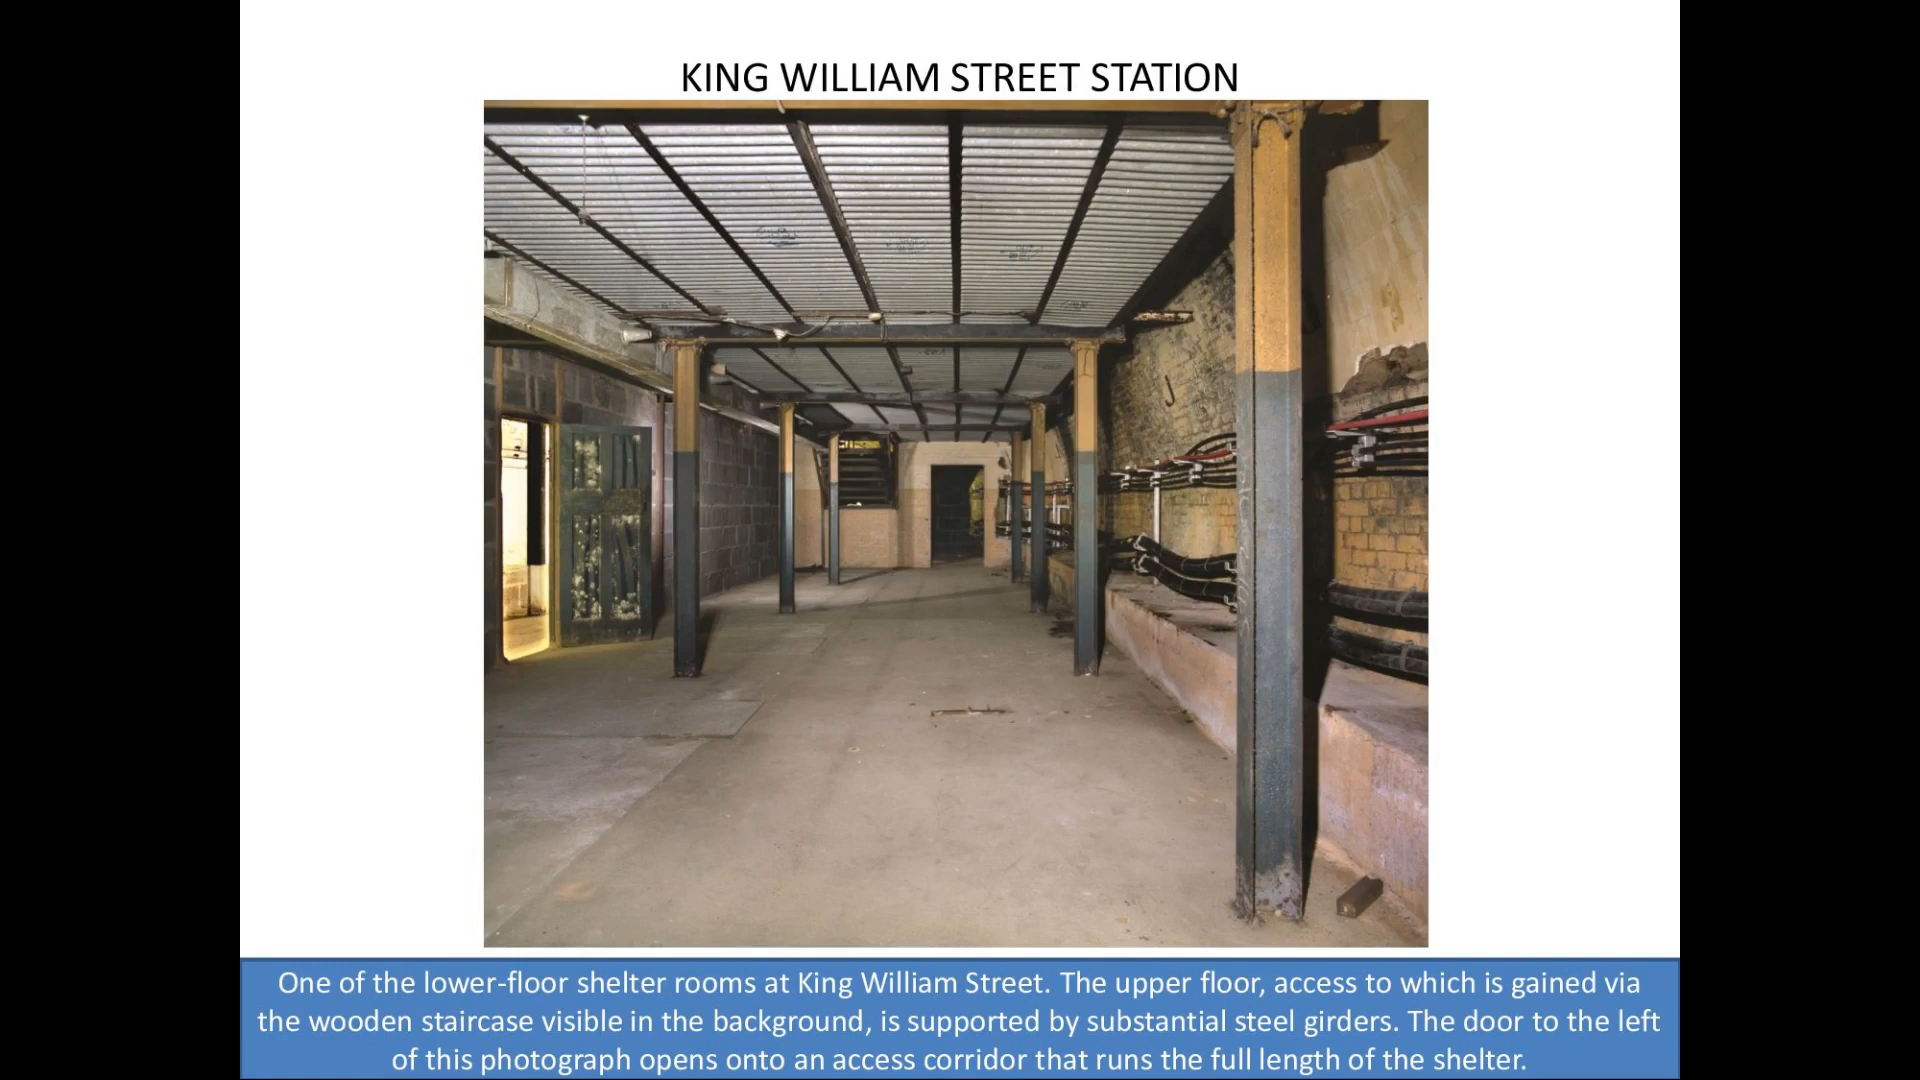 KING WILLIAM STREET STATION
One of the lower-floor shelter rooms at King William Street. The upper floor, access to which is gained via
the wooden staircase visible in the background, is supported by substantial steel girders. The door to the left
of this photograph opens onto an access corridor that runs the full length of the shelter.